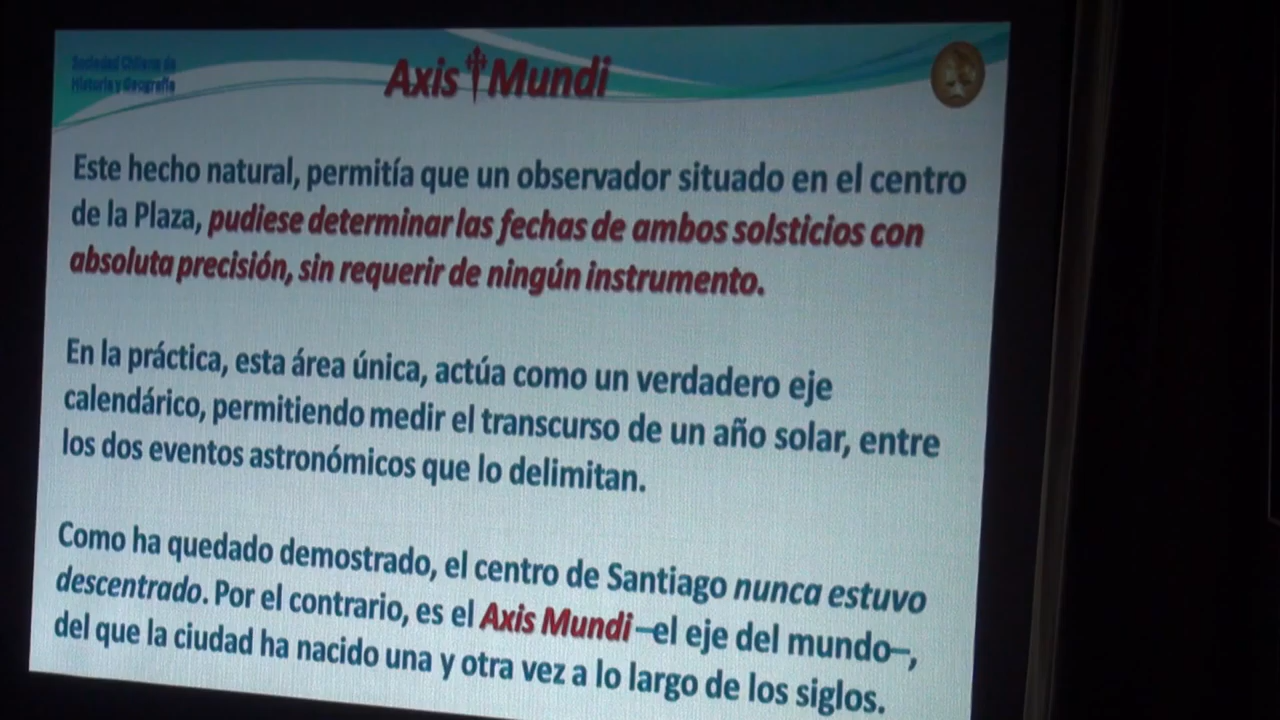 Sociedad Chilena de
Historia y Geografía
Axis Mundi
Este hecho natural, permitía que un observador situado en el centro
de la Plaza, pudiese determinar las fechas de ambos solsticios con
absoluta precisión, sin requerir de ningún instrumento.
En la práctica, esta área única, actúa como un verdadero eje
calendárico, permitiendo medir el transcurso de un año solar, entre
los dos eventos astronómicos que lo delimitan.
Como ha quedado demostrado, el centro de Santiago nunca estuvo
descentrado. Por el contrario, es el Axis Mundi –el eje del mundo–,
del que la ciudad ha nacido una y otra vez a lo largo de los siglos.